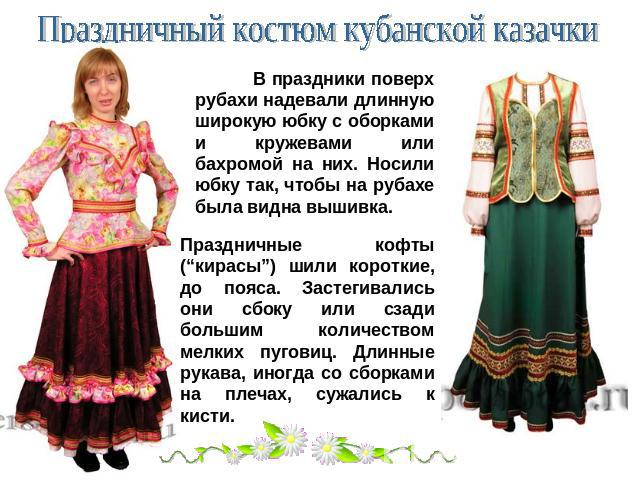 Праздничный костюм кубанской казачки
В праздники поверх
рубахи надевали длинную
широкую юбку с оборками
и кружевами или
бахромой на них. Носили
юбку так, чтобы на рубахе
была видна вышивка.
Праздничные кофты
(“кирасы”) шили короткие,
до пояса. Застегивались
они сбоку или сзади
большим количеством
мелких пуговиц. Длинные
рукава, иногда со сборками
на плечах, сужались к
кисти.